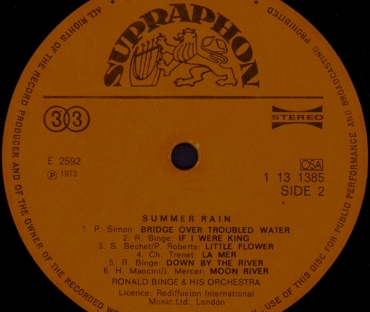 ALL RIGHTS OF THE RECORD PRODUCER AND OF THE OWNER OF THE RECORDED
USE OF THIS DISC FOR PUBLIC PERFORMANCE AND BROADCASTING PROHIBITED
SUPRAPHON
33
STEREO
E 2592
℗ 1973
OSA
1 13 1385
SIDE 2
SUMMER RAIN
1. P. Simon: BRIDGE OVER TROUBLED WATER
2. R. Binge: IF I WERE KING
3. S. Bechet/P. Roberts: LITTLE FLOWER
4. Ch. Trenet: LA MER
5. R. Binge: DOWN BY THE RIVER
6. H. Mancini/J. Mercer: MOON RIVER
RONALD BINGE & HIS ORCHESTRA
Licence: Rediffusion International
Music Ltd., London